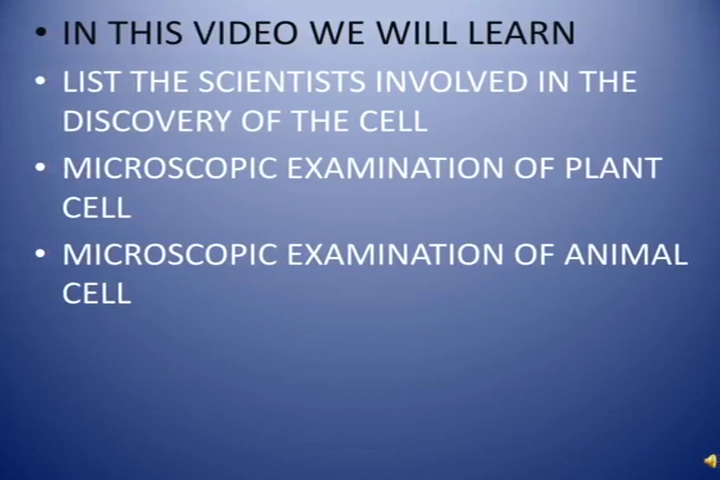 • IN THIS VIDEO WE WILL LEARN
• LIST THE SCIENTISTS INVOLVED IN THE
DISCOVERY OF THE CELL
• MICROSCOPIC EXAMINATION OF PLANT
CELL
• MICROSCOPIC EXAMINATION OF ANIMAL
CELL